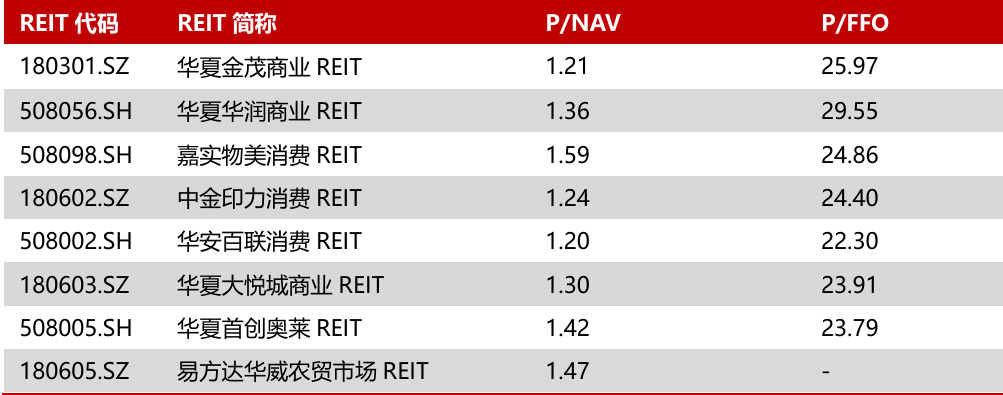 REIT 代码 REIT 简称 P/NAV P/FFO
180301.SZ 华夏金茂商业 REIT 1.21 25.97
508056.SH 华夏华润商业 REIT 1.36 29.55
508098.SH 嘉实物美消费 REIT 1.59 24.86
180602.SZ 中金印力消费 REIT 1.24 24.40
508002.SH 华安百联消费 REIT 1.20 22.30
180603.SZ 华夏大悦城商业 REIT 1.30 23.91
508005.SH 华夏首创奥莱 REIT 1.42 23.79
180605.SZ 易方达华威农贸市场 REIT 1.47 -